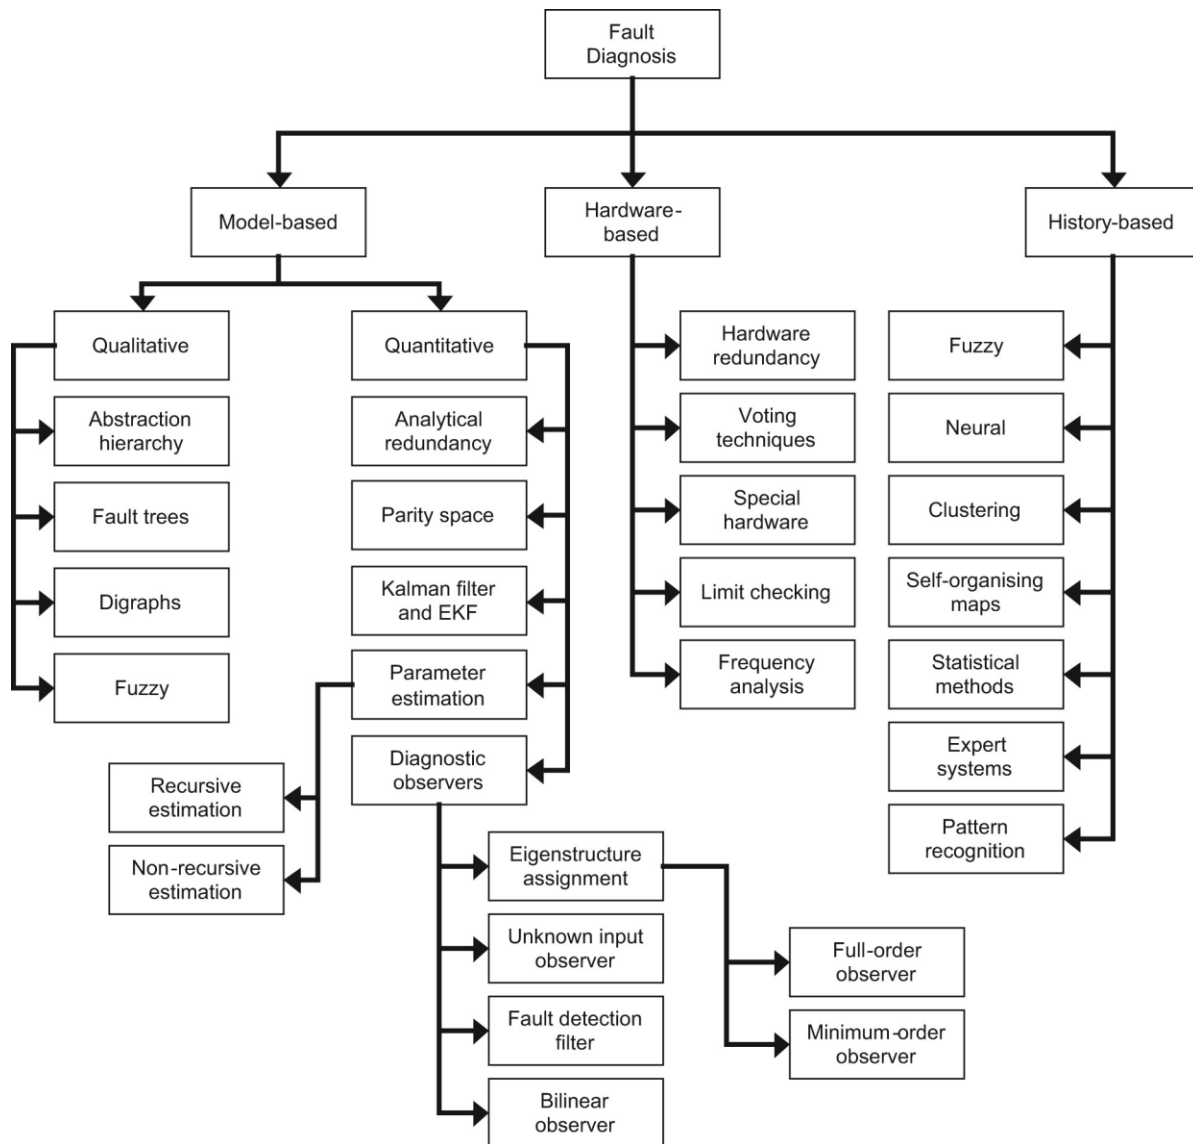 Fault
Diagnosis
Model-based
Hardware-
based
History-based
Qualitative
Abstraction
hierarchy
Fault trees
Digraphs
Fuzzy
Quantitative
Analytical
redundancy
Parity space
Kalman filter
and EKF
Parameter
estimation
Diagnostic
observers
Recursive
estimation
Non-recursive
estimation
Eigenstructure
assignment
Unknown input
observer
Fault detection
filter
Bilinear
observer
Full-order
observer
Minimum-order
observer
Hardware
redundancy
Voting
techniques
Special
hardware
Limit checking
Frequency
analysis
Fuzzy
Neural
Clustering
Self-organising
maps
Statistical
methods
Expert
systems
Pattern
recognition